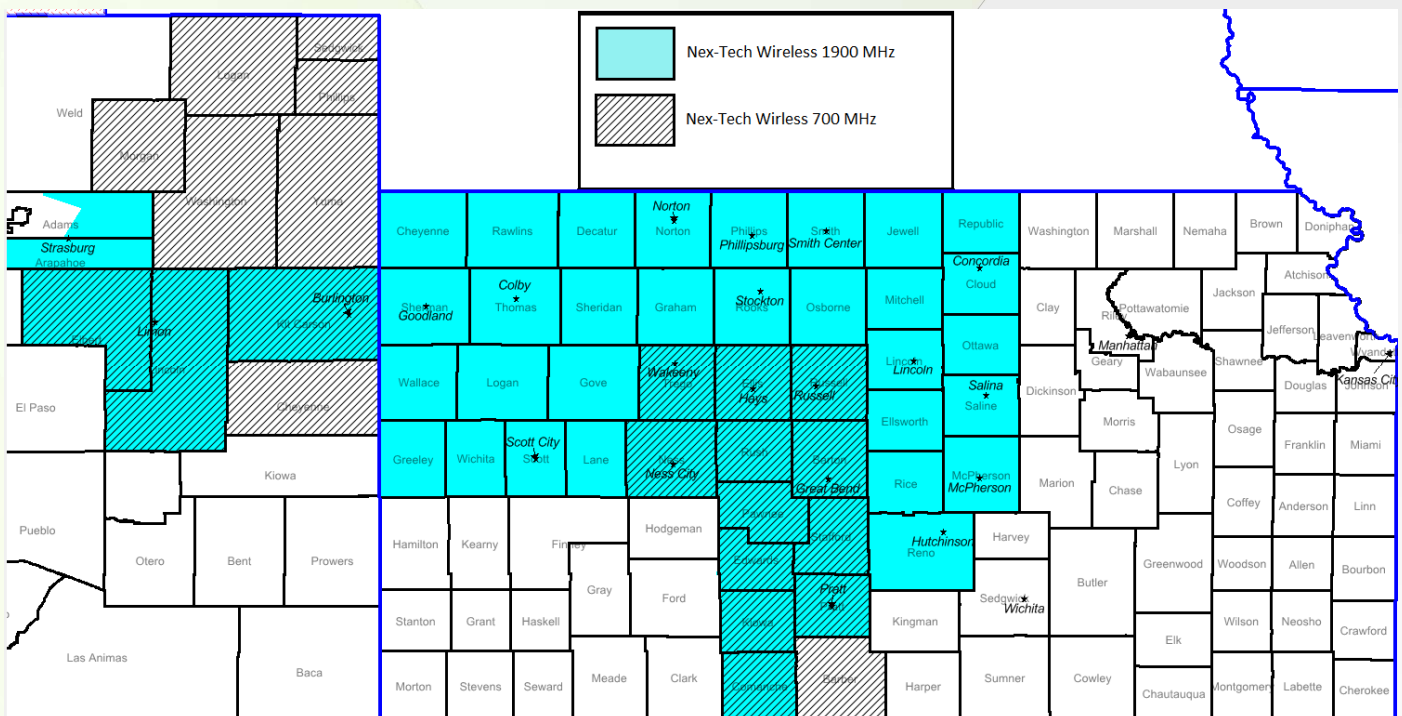 Nex-Tech Wireless 1900 MHz
Nex-Tech Wirless 700 MHz
Sedgwick
Logan
Phillips
Weld
Morgan
Washington
Yuma
Adams
Strasburg
Arapahoe
Burlington
Kit Carson
Limon
Elbert
Lincoln
El Paso
Cheyenne
Kiowa
Pueblo
Otero
Bent
Prowers
Las Animas
Baca
Cheyenne
Rawlins
Decatur
Norton
Norton
Phillips
Phillipsburg
Smith
Smith Center
Jewell
Republic
Washington
Marshall
Nemaha
Brown
Doniphan
Sherman
Goodland
Colby
Thomas
Sheridan
Graham
Stockton
Rooks
Osborne
Mitchell
Concordia
Cloud
Clay
Riley
Pottawatomie
Manhattan
Jackson
Atchison
Jefferson
Leavenworth
Wyandotte
Kansas City
Wallace
Logan
Gove
Wakeeny
Trego
Ellis
Hays
Russell
Russell
Lincoln
Lincoln
Ottawa
Salina
Saline
Dickinson
Geary
Wabaunsee
Shawnee
Douglas
Johnson
Greeley
Wichita
Scott City
Scott
Lane
Ness
Ness City
Rush
Barton
Great Bend
Ellsworth
Rice
McPherson
McPherson
Marion
Morris
Chase
Lyon
Osage
Franklin
Miami
Hamilton
Kearny
Finney
Hodgeman
Pawnee
Edwards
Stafford
Hutchinson
Reno
Harvey
Butler
Greenwood
Coffey
Anderson
Linn
Woodson
Allen
Bourbon
Stanton
Grant
Haskell
Gray
Ford
Kiowa
Pratt
Pratt
Kingman
Sedgwick
Wichita
Elk
Wilson
Neosho
Crawford
Morton
Stevens
Seward
Meade
Clark
Comanche
Barber
Harper
Sumner
Cowley
Chautauqua
Montgomery
Labette
Cherokee